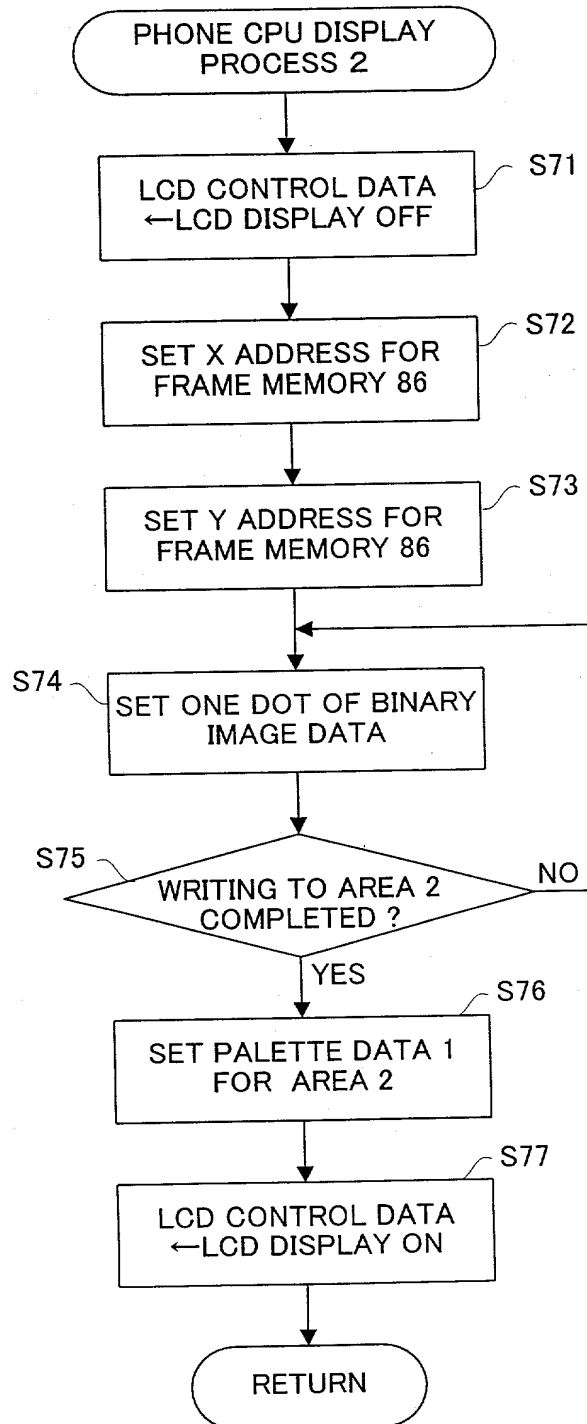 PHONE CPU DISPLAY
PROCESS 2
S71
LCD CONTROL DATA
←LCD DISPLAY OFF
S72
SET X ADDRESS FOR
FRAME MEMORY 86
S73
SET Y ADDRESS FOR
FRAME MEMORY 86
S74
SET ONE DOT OF BINARY
IMAGE DATA
S75
WRITING TO AREA 2
COMPLETED ?
NO
YES
S76
SET PALETTE DATA 1
FOR AREA 2
S77
LCD CONTROL DATA
←LCD DISPLAY ON
RETURN